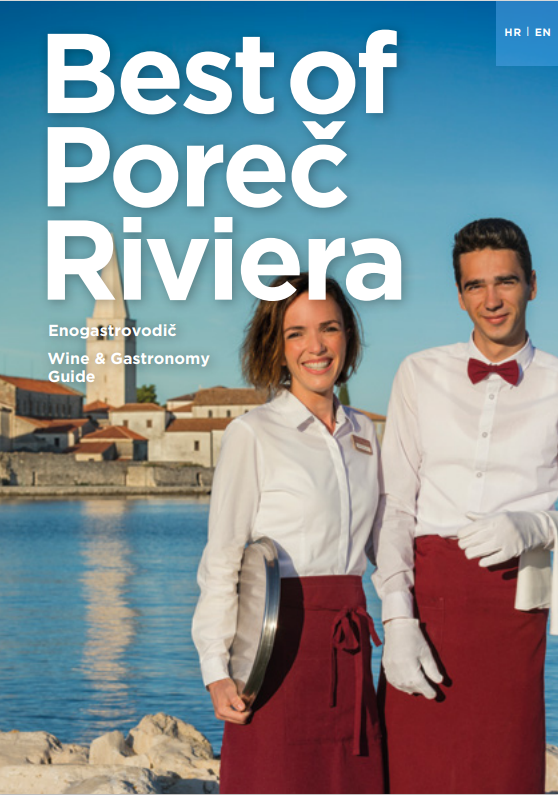 HR | EN
Best of
Poreč
Riviera
Enogastrovodič
Wine & Gastronomy
Guide